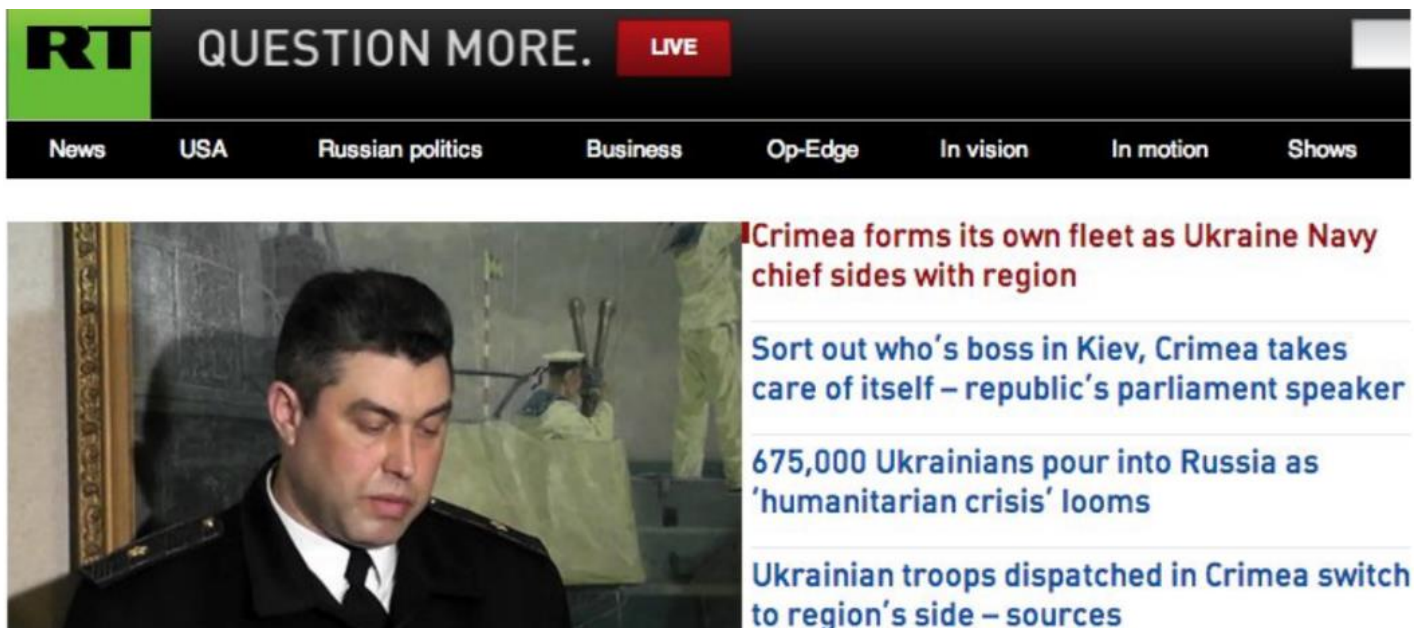 RT
QUESTION MORE.
LIVE
News USA Russian politics Business Op-Edge In vision In motion Shows
Crimea forms its own fleet as Ukraine Navy
chief sides with region
Sort out who's boss in Kiev, Crimea takes
care of itself – republic's parliament speaker
675,000 Ukrainians pour into Russia as
'humanitarian crisis' looms
Ukrainian troops dispatched in Crimea switch
to region's side – sources